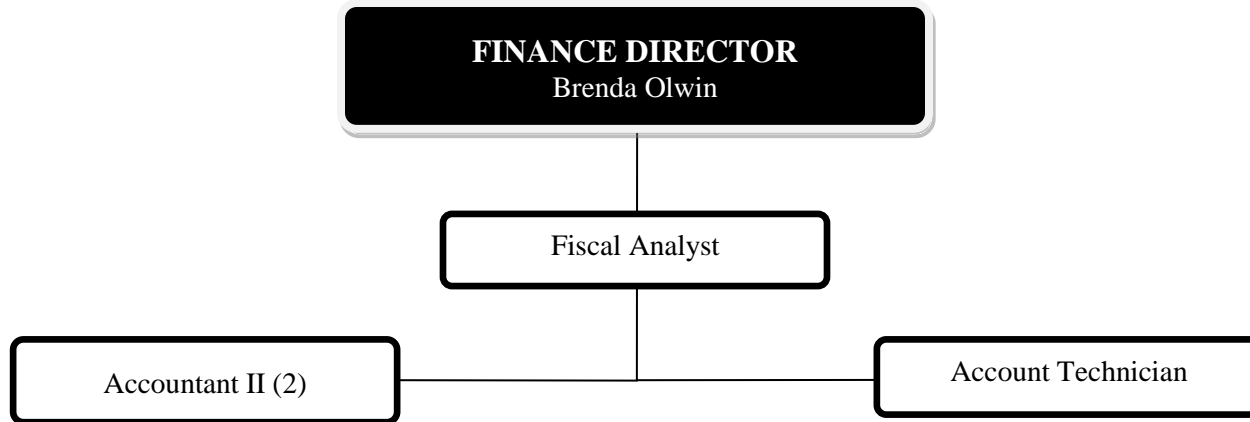 FINANCE DIRECTOR
Brenda Olwin
Fiscal Analyst
Accountant II (2)
Account Technician